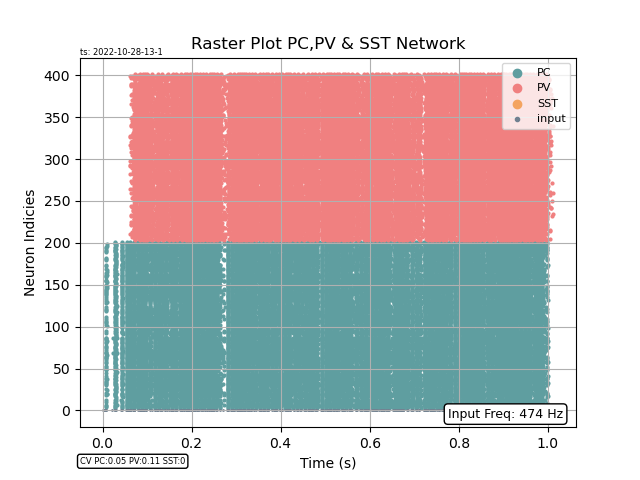 Raster Plot PC,PV & SST Network
ts: 2022-10-28-13-1
PC
PV
SST
input
400
350
300
250
200
150
100
50
0
Neuron Indicies
Input Freq: 474 Hz
0.0 0.2 0.4 0.6 0.8 1.0
Time (s)
CV PC:0.05 PV:0.11 SST:0